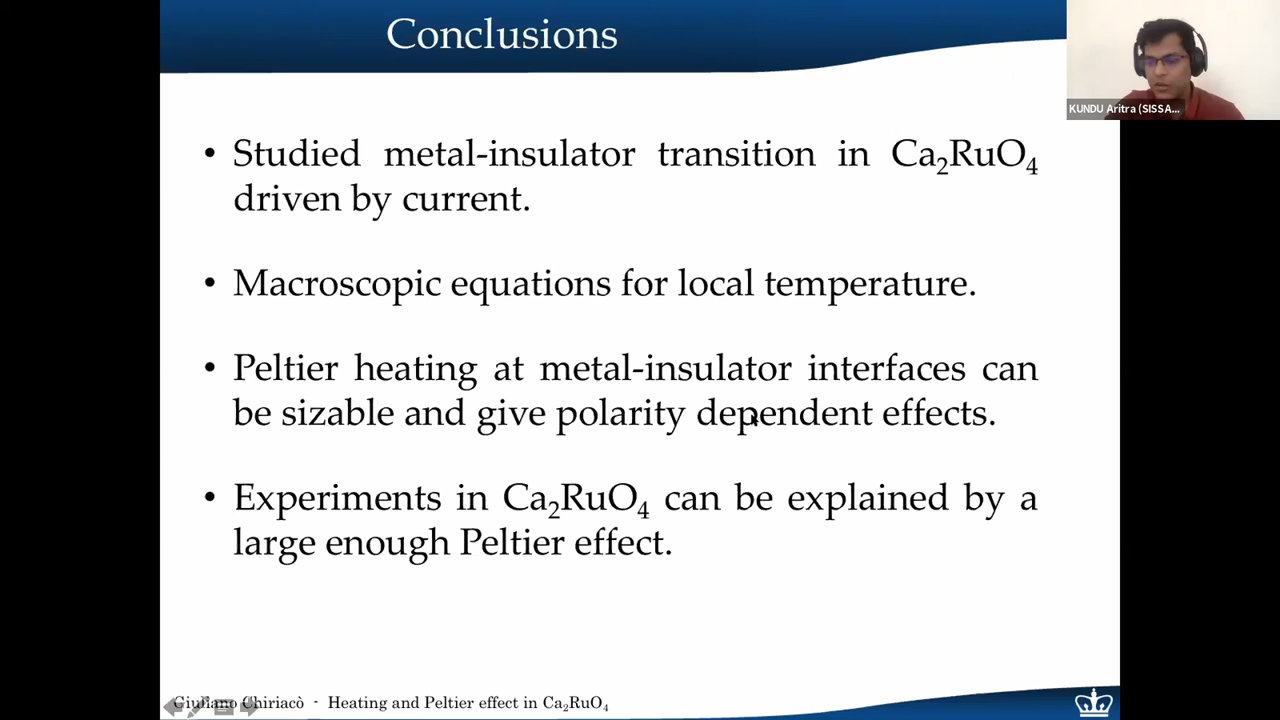 Conclusions
KUNDU Aritra (SISSA...
• Studied metal-insulator transition in Ca₂RuO₄
driven by current.
• Macroscopic equations for local temperature.
• Peltier heating at metal-insulator interfaces can
be sizable and give polarity dependent effects.
• Experiments in Ca₂RuO₄ can be explained by a
large enough Peltier effect.
Giuliano Chiriacò - Heating and Peltier effect in Ca₂RuO₄